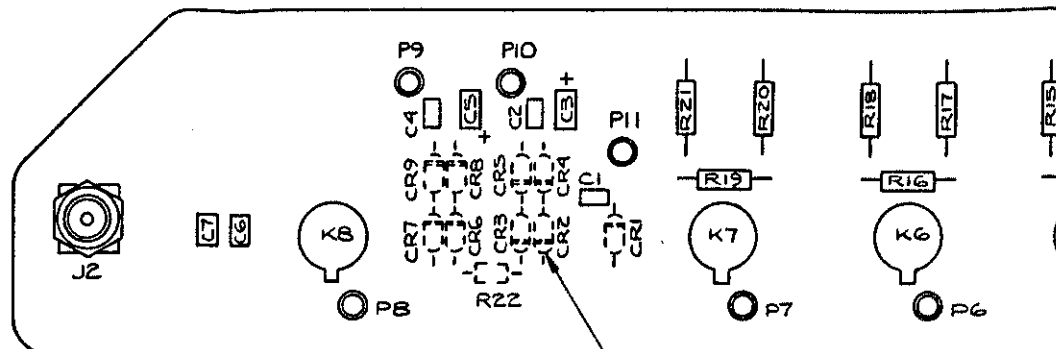 P9
P10
+
C4
C5
C2
C3
P11
R21
R20
R18
R17
R15
+
CR9
CR8
CR5
CR4
C1
R19
R16
C7
C6
K8
CR7
CR6
CR3
CR2
CR1
K7
K6
J2
R22
P8
P7
P6